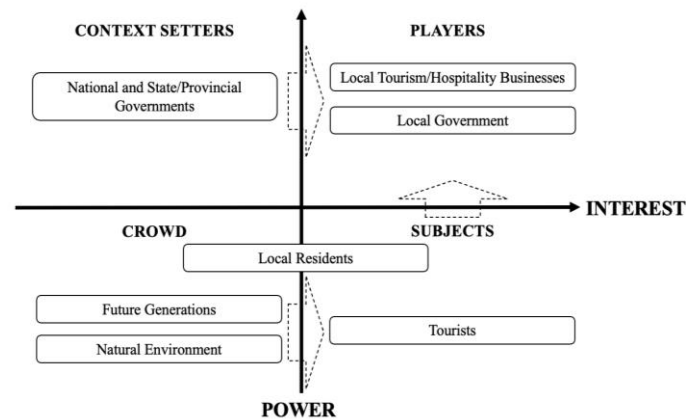 CONTEXT SETTERS
PLAYERS
National and State/Provincial
Governments
Local Tourism/Hospitality Businesses
Local Government
INTEREST
CROWD
SUBJECTS
Local Residents
Future Generations
Natural Environment
Tourists
POWER